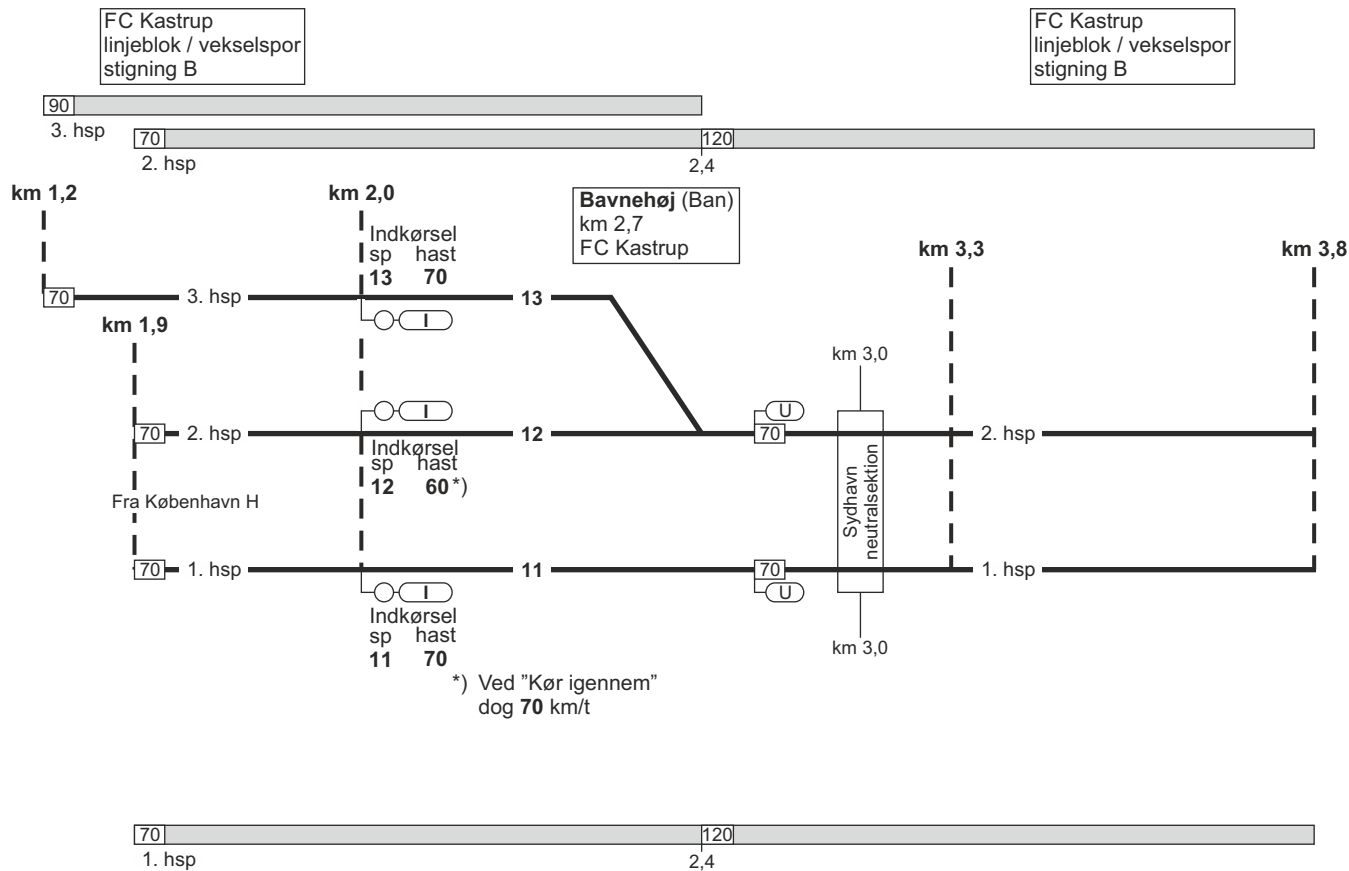 FC Kastrup
linjeblok / vekselspor
stigning B
FC Kastrup
linjeblok / vekselspor
stigning B
90
3. hsp
70
120
2. hsp
2,4
km 1,2
km 2,0
Bavnehøj (Ban)
km 2,7
FC Kastrup
Indkørsel
sp hast
13 70
km 3,3
km 3,8
70
3. hsp
13
I
km 1,9
km 3,0
I
U
70
2. hsp
12
70
2. hsp
Indkørsel
sp hast
12 60 *)
Sydhavn
neutralsektion
Fra København H
70
1. hsp
11
70
1. hsp
I
U
Indkørsel
sp hast
11 70
km 3,0
*) Ved ”Kør igennem”
dog 70 km/t
70
120
1. hsp
2,4